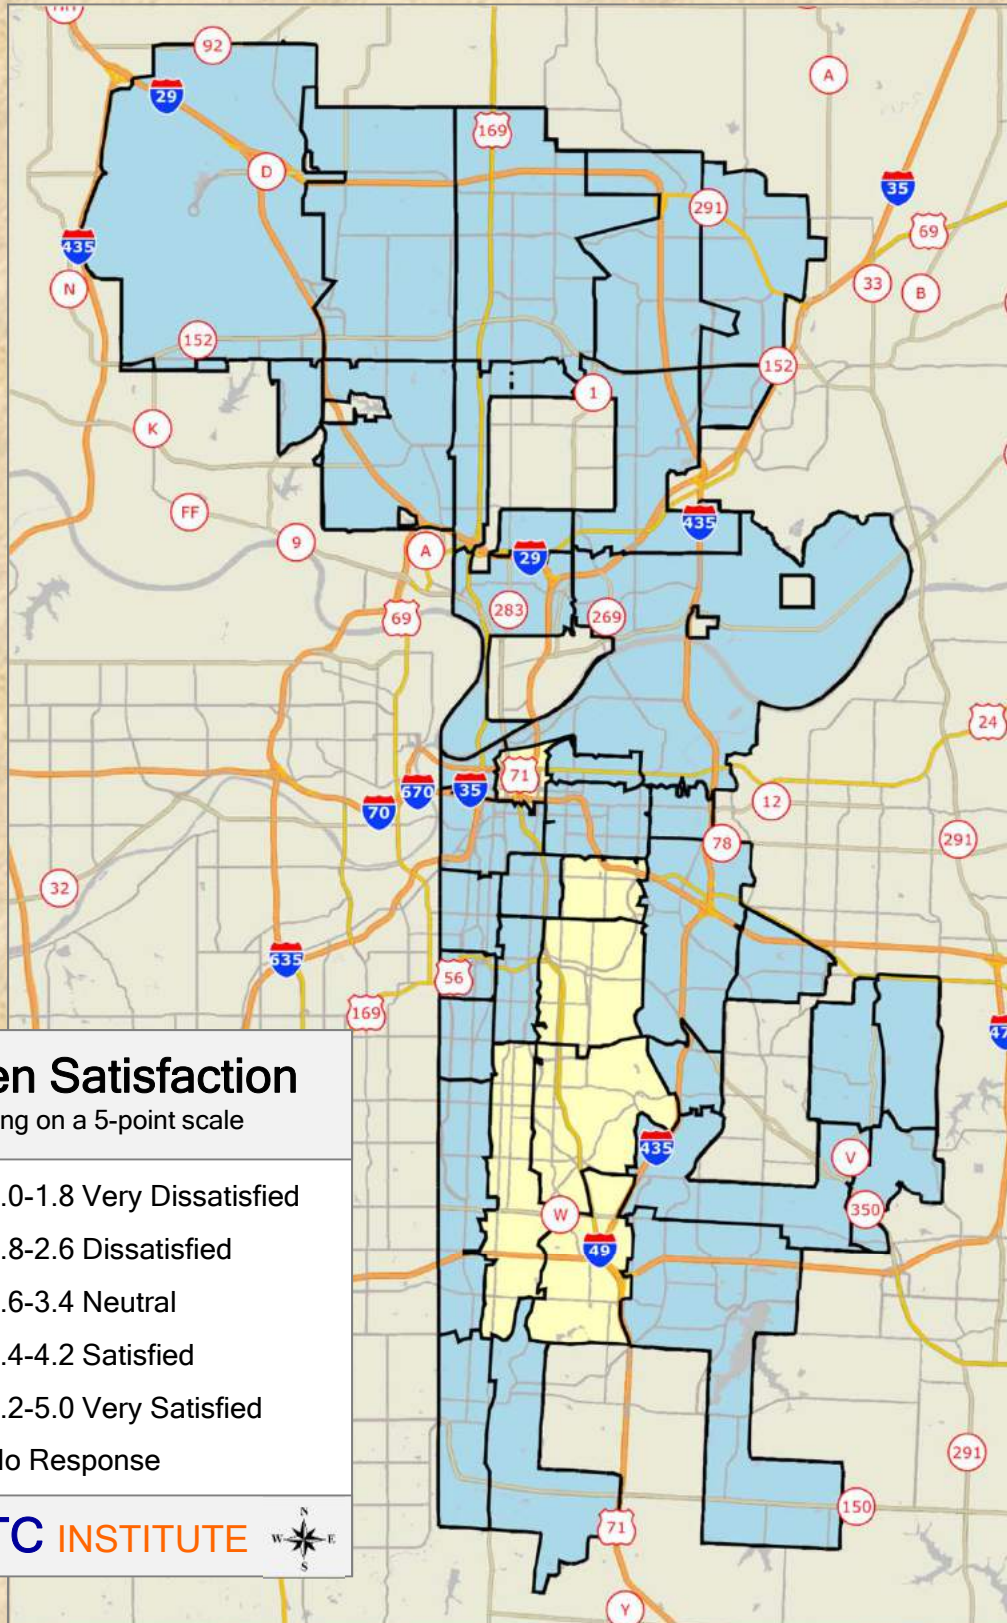 92
29
169
A
D
35
291
69
435
N
33
B
152
152
1
K
FF
435
9
A
29
283
269
69
24
71
670
35
70
12
78
291
32
635
56
169
en Satisfaction
ng on a 5-point scale
.0-1.8 Very Dissatisfied
.8-2.6 Dissatisfied
.6-3.4 Neutral
.4-4.2 Satisfied
.2-5.0 Very Satisfied
No Response
TC INSTITUTE
N
W E
S
47
435
V
350
W
49
291
150
71
Y